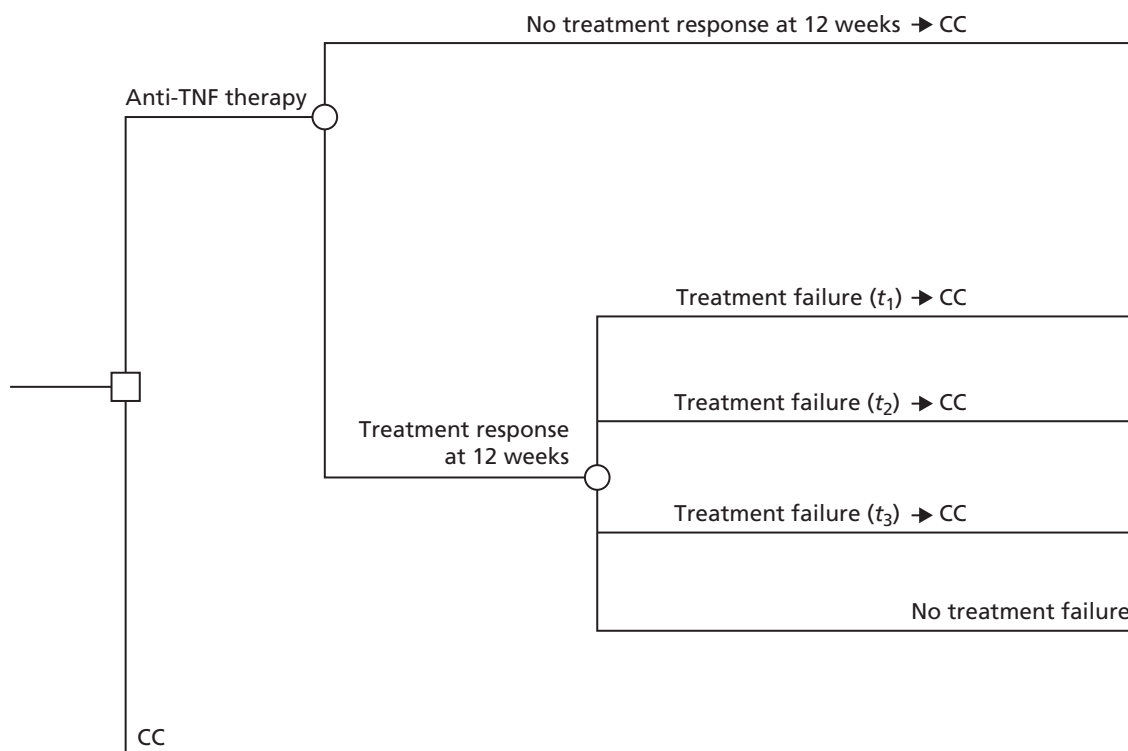 No treatment response at 12 weeks → CC
Anti-TNF therapy
Treatment failure (t₁) → CC
Treatment failure (t₂) → CC
Treatment response
at 12 weeks
Treatment failure (t₃) → CC
No treatment failure
CC